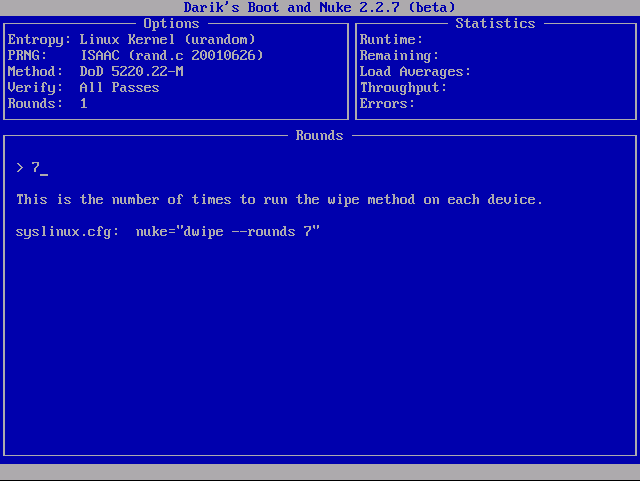 Darik's Boot and Nuke 2.2.7 (beta)
Options
Entropy: Linux Kernel (urandom)
PRNG: ISAAC (rand.c 20010626)
Method: DoD 5220.22-M
Verify: All Passes
Rounds: 1
Statistics
Runtime:
Remaining:
Load Averages:
Throughput:
Errors:
Rounds
> 7_
This is the number of times to run the wipe method on each device.
syslinux.cfg: nuke="dwipe --rounds 7"